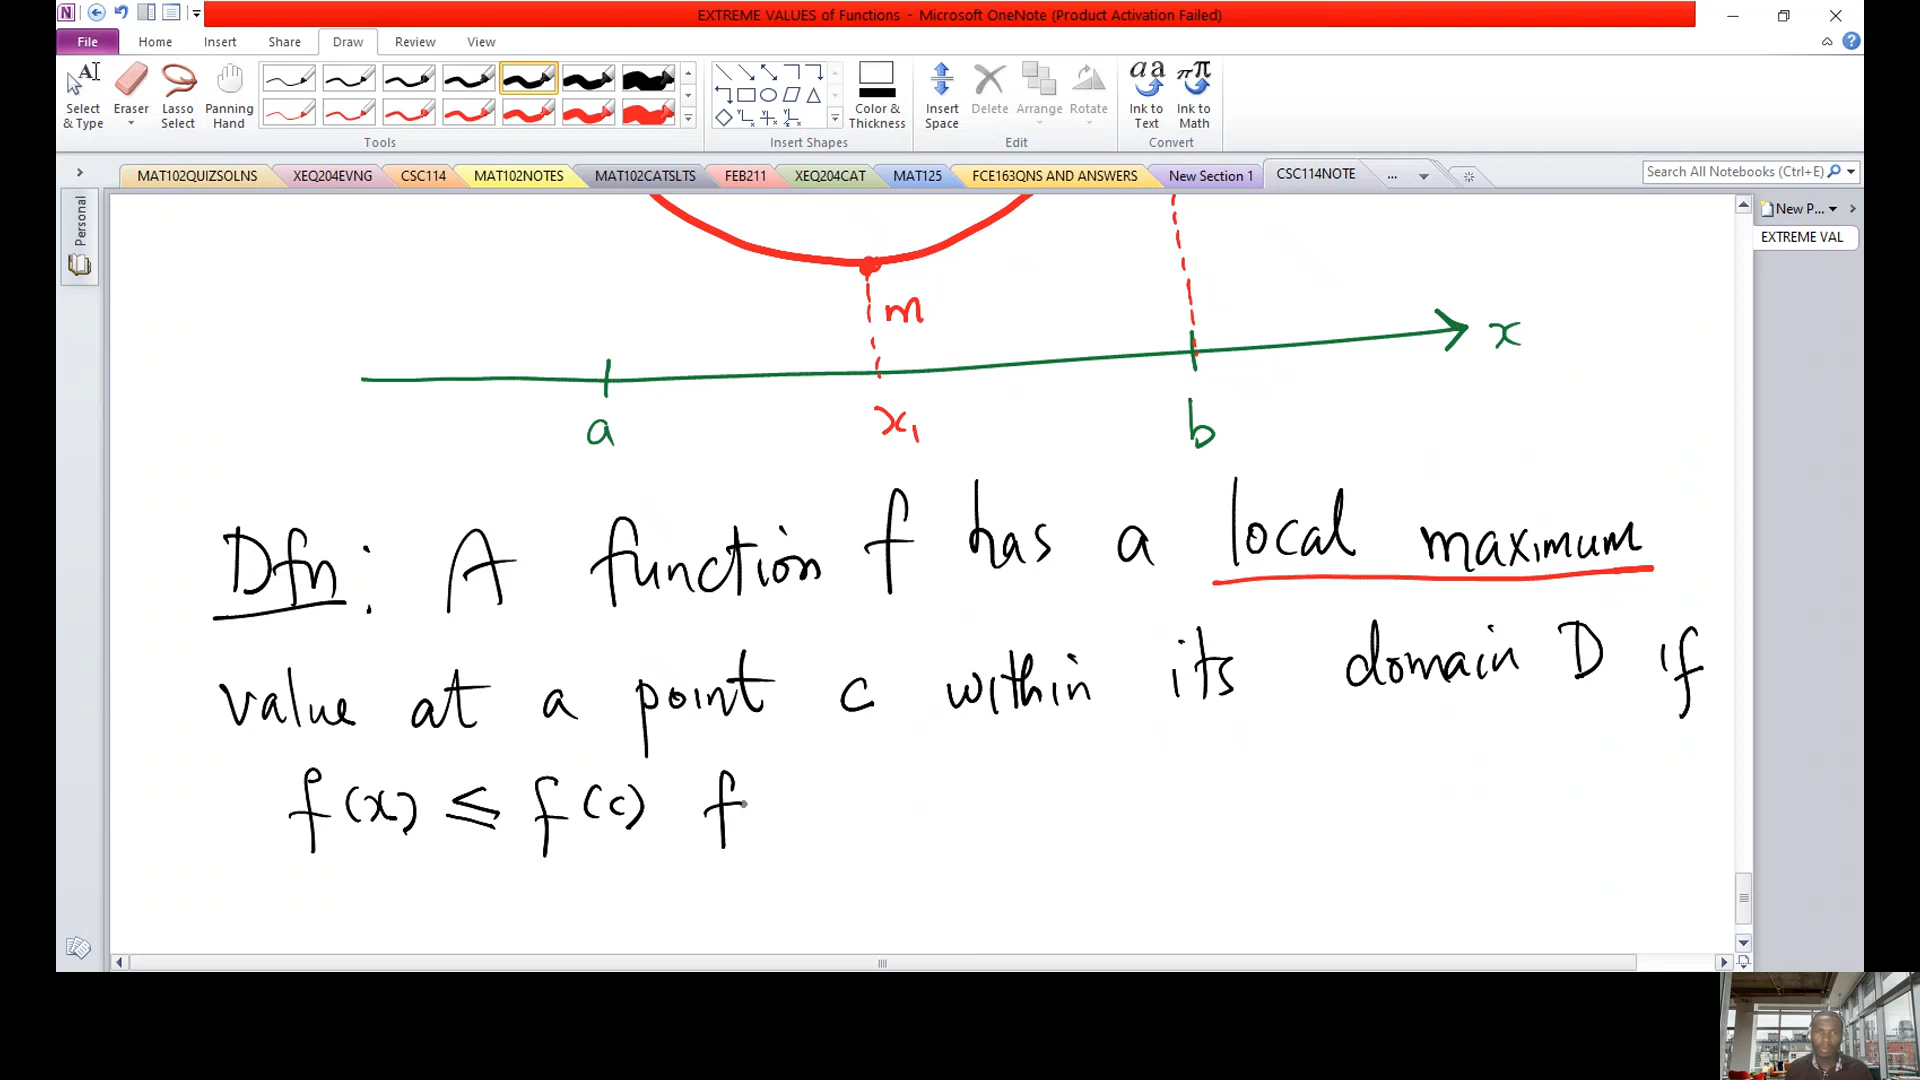 EXTREME VALUES of Functions - Microsoft OneNote (Product Activation Failed)
File Home Insert Share Draw Review View
Select & Type Eraser Lasso Select Panning Hand Color & Thickness Insert Space Delete Arrange Rotate Ink to Text Ink to Math
Tools Insert Shapes Edit Convert
MAT102QUIZSOLNS XEQ204EVNG CSC114 MAT102NOTES MAT102CATSLTS FEB211 XEQ204CAT MAT125 FCE163QNS AND ANSWERS New Section 1 CSC114NOTE ... Search All Notebooks (Ctrl+E)
Personal
New P...
EXTREME VAL
m
x
a x₁ b
Dfn: A function f has a local maximum
value at a point c within its domain D if
f(x) ≤ f(c) f